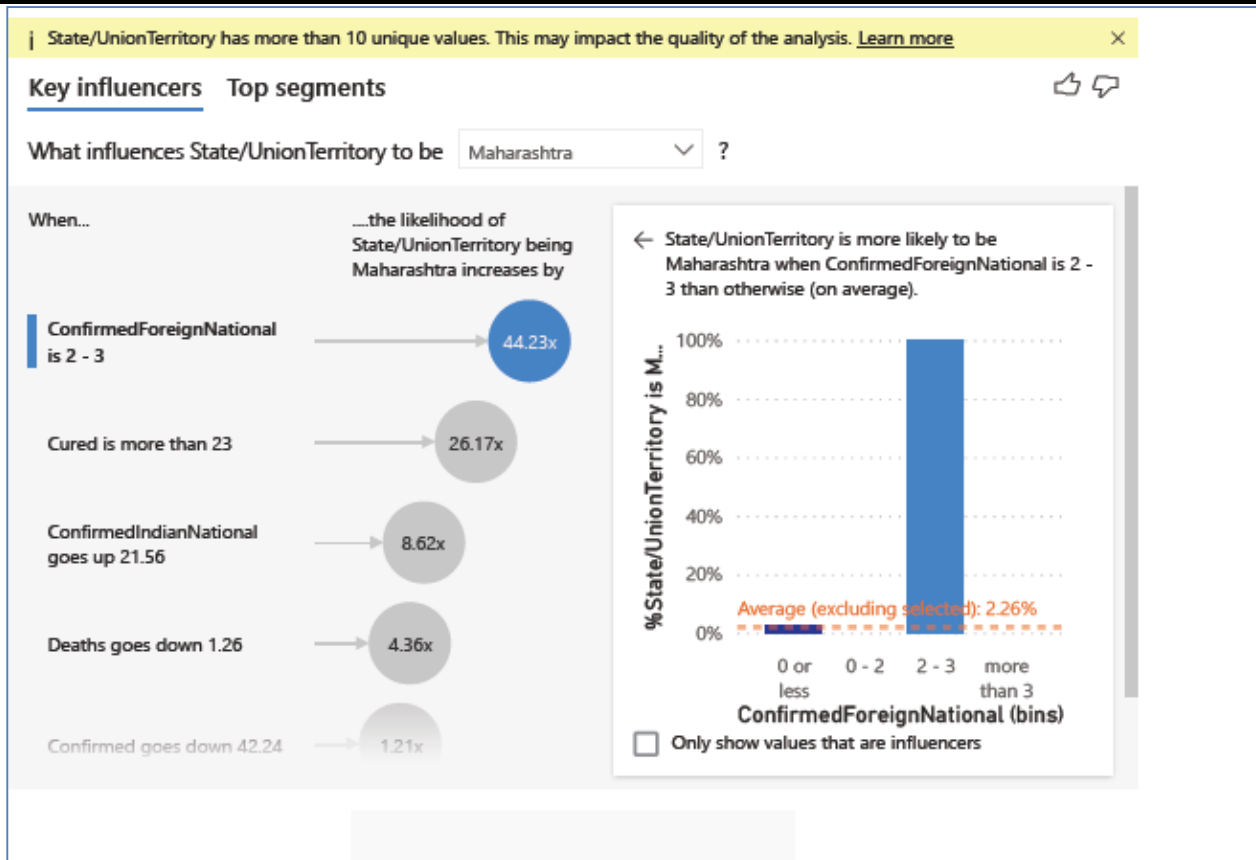 ¡ State/UnionTerritory has more than 10 unique values. This may impact the quality of the analysis. Learn more ×
Key influencers Top segments
What influences State/UnionTerritory to be Maharashtra ?
When...
....the likelihood of
State/UnionTerritory being
Maharashtra increases by
ConfirmedForeignNational
is 2 - 3
44.23x
Cured is more than 23
26.17x
ConfirmedIndianNational
goes up 21.56
8.62x
Deaths goes down 1.26
4.36x
Confirmed goes down 42.24
1.21x
← State/UnionTerritory is more likely to be
Maharashtra when ConfirmedForeignNational is 2 -
3 than otherwise (on average).
%State/UnionTerritory is M...
100%
80%
60%
40%
20%
0%
Average (excluding selected): 2.26%
0 or
less
0 - 2
2 - 3
more
than 3
ConfirmedForeignNational (bins)
Only show values that are influencers